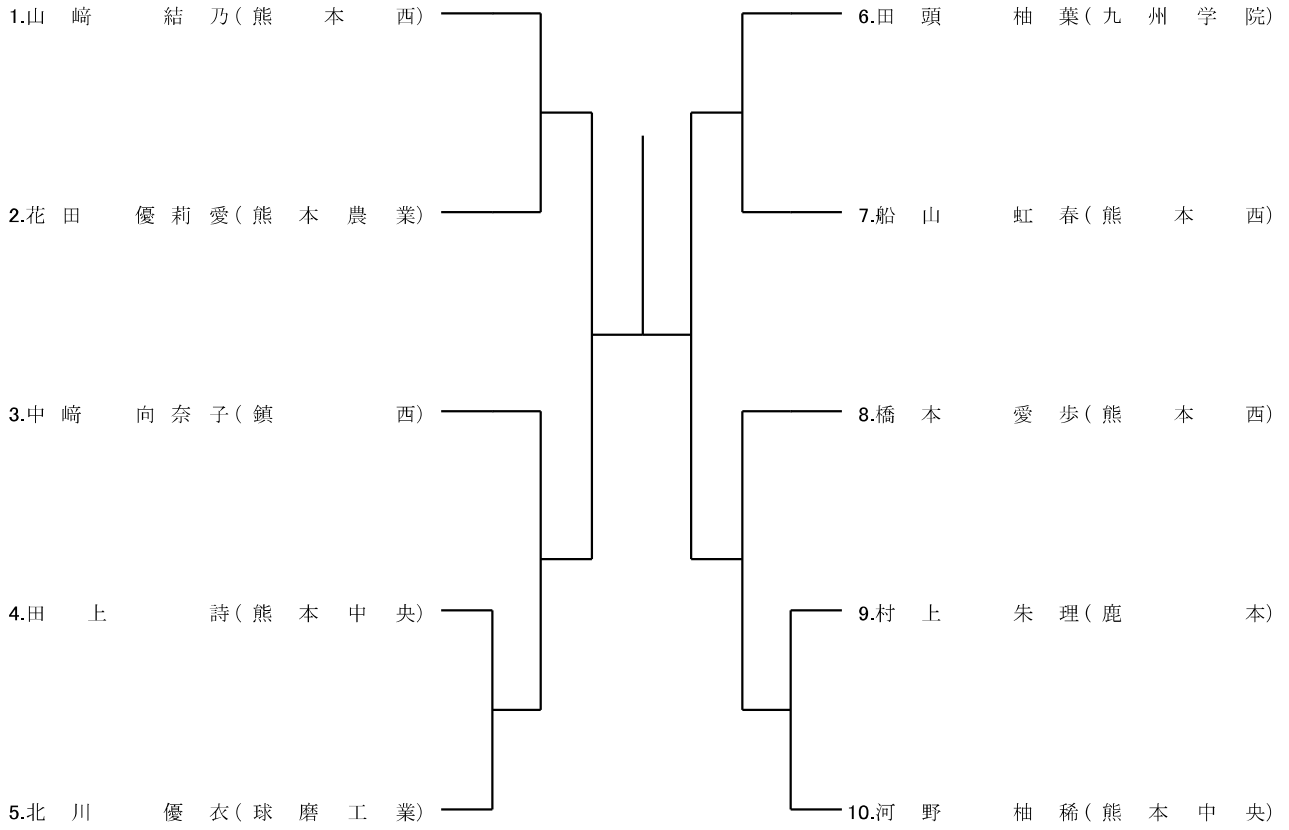 1.山﨑 結乃(熊本西)
2.花田 優莉愛(熊本農業)
3.中﨑 向奈子(鎮西)
4.田上 詩(熊本中央)
5.北川 優衣(球磨工業)
6.田頭 柚葉(九州学院)
7.船山 虹春(熊本西)
8.橋本 愛歩(熊本西)
9.村上 朱理(鹿本)
10.河野 柚稀(熊本中央)